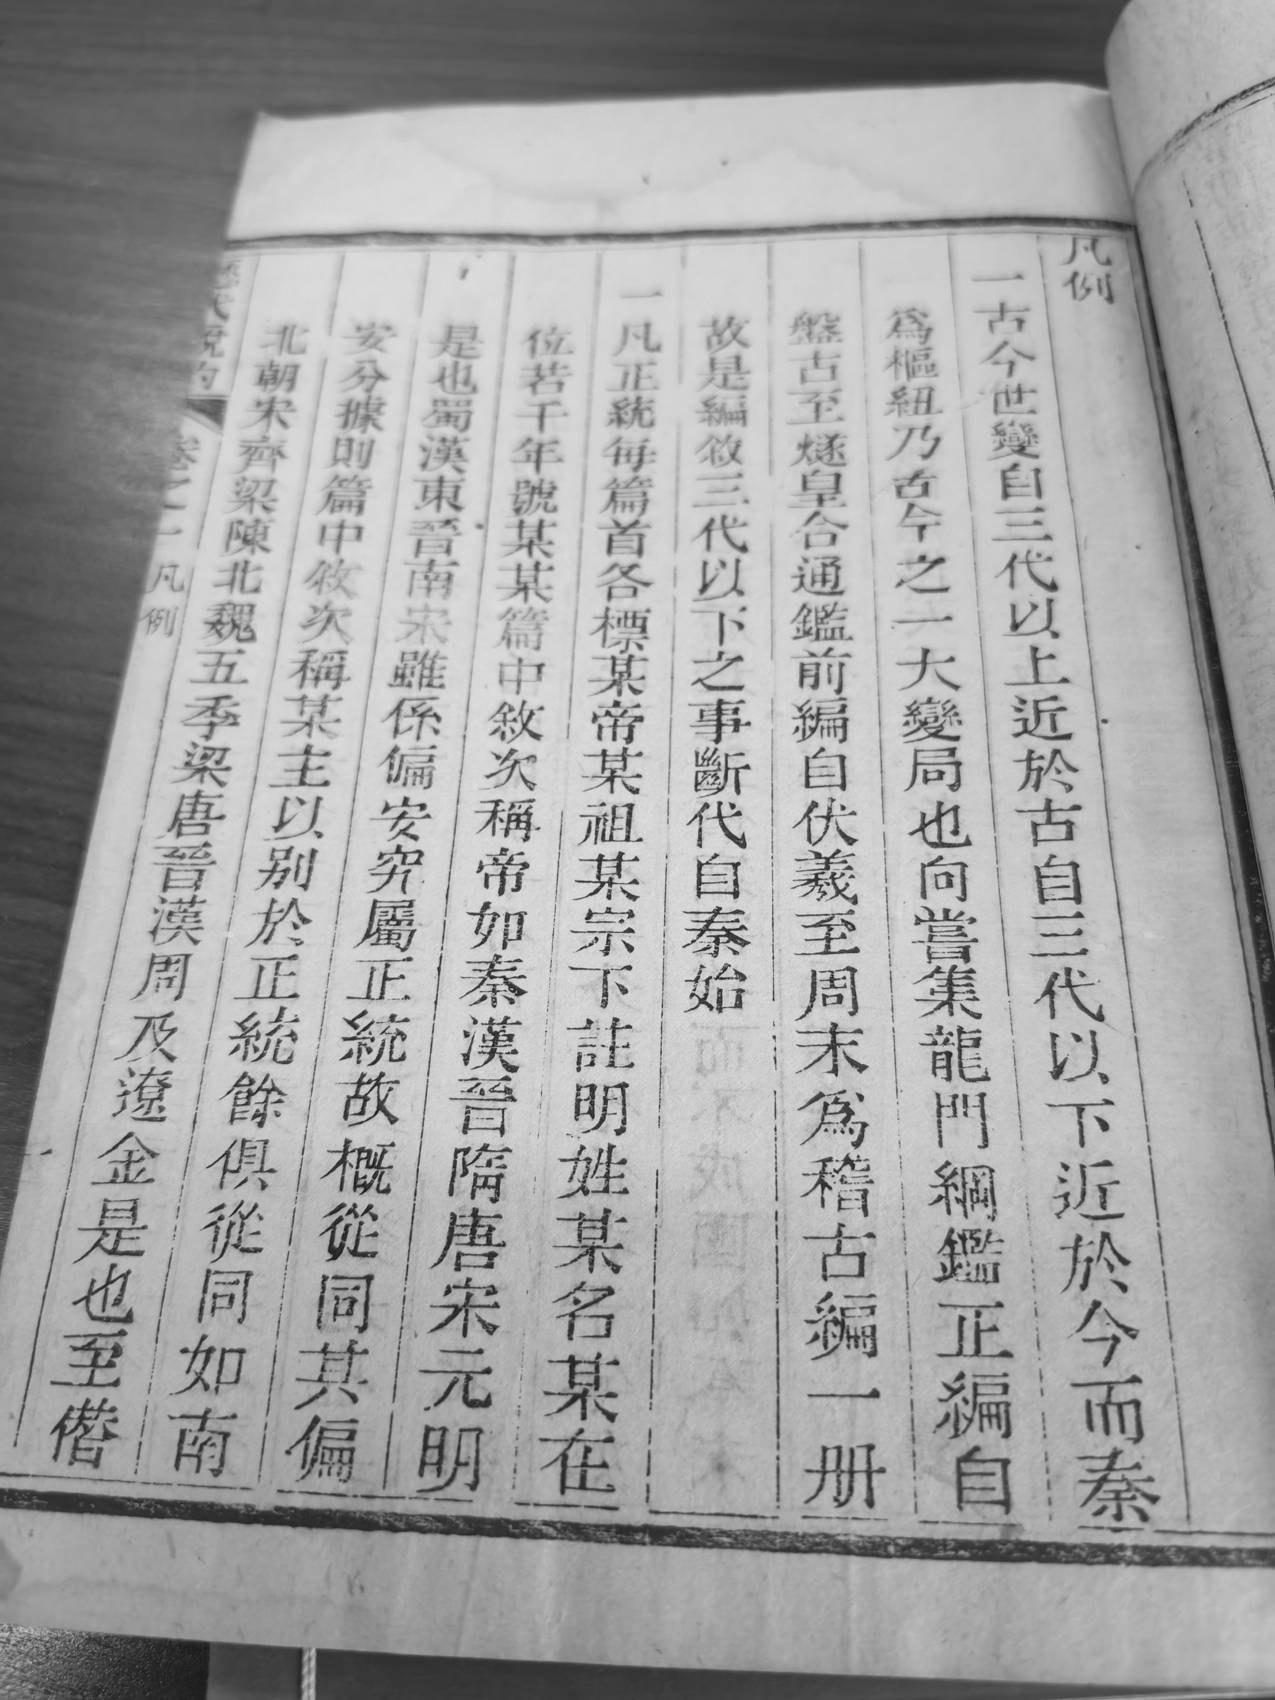 凡例
一古今世變自三代以上近於古自三代以下近於今而秦
爲樞紐乃古今之一大變局也向嘗集龍門綱鑑正編自
盤古至燧皇合通鑑前編自伏羲至周末爲稽古編一册
故是編敘三代以下之事斷代自秦始
一凡正統每篇首各標某帝某祖某宗下註明姓某名某在
位若干年號某某篇中敘次稱帝如秦漢晉隋唐宋元明
是也蜀漢東晉南宋雖係偏安究屬正統故概從同其偏
安分據則篇中敘次稱某主以別於正統餘俱從同如南
北朝宋齊梁陳北魏五季梁唐晉漢周及遼金是也至僭
卷之一 凡例